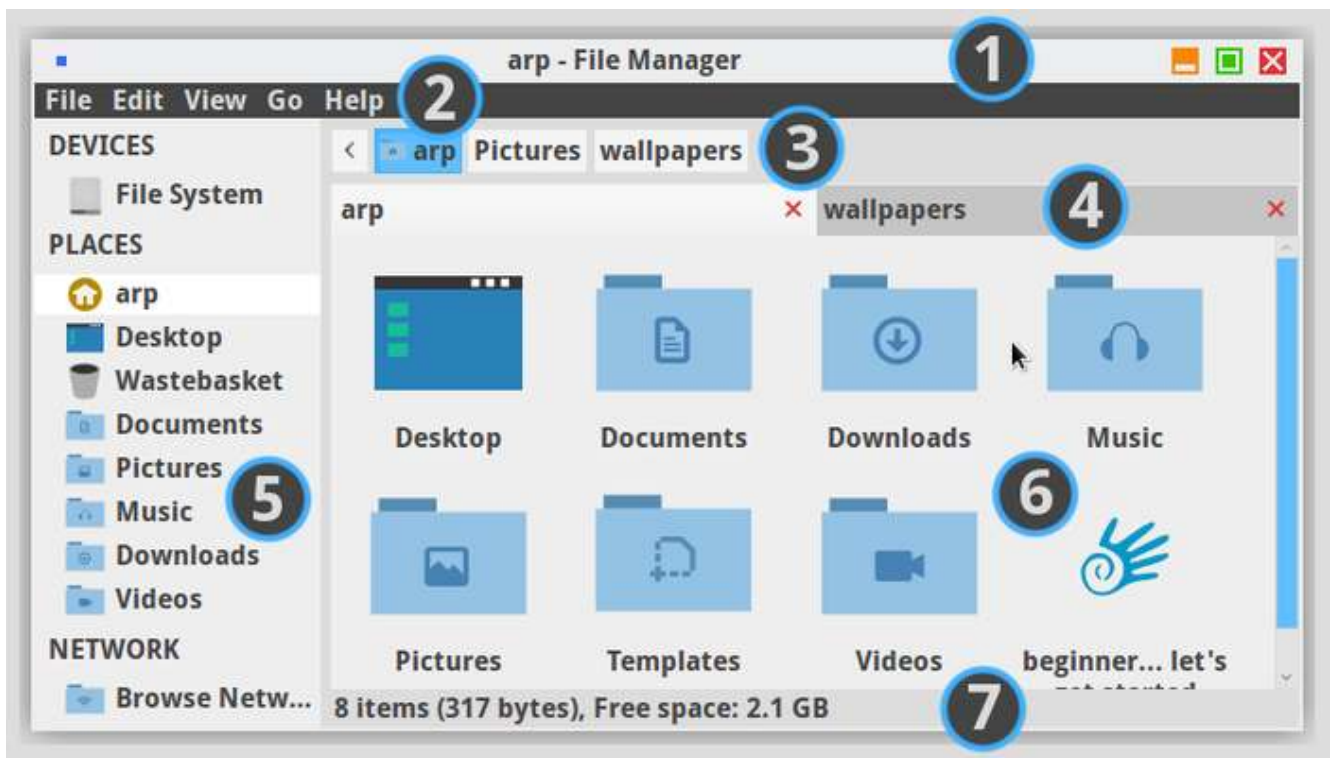 arp - File Manager
1
File Edit View Go Help
2
DEVICES
File System
PLACES
arp
Desktop
Wastebasket
Documents
Pictures
Music
Downloads
Videos
NETWORK
Browse Netw...
5
< arp Pictures wallpapers
3
arp
wallpapers
4
Desktop
Documents
Downloads
Music
6
Pictures
Templates
Videos
beginner... let's
get started
8 items (317 bytes), Free space: 2.1 GB
7